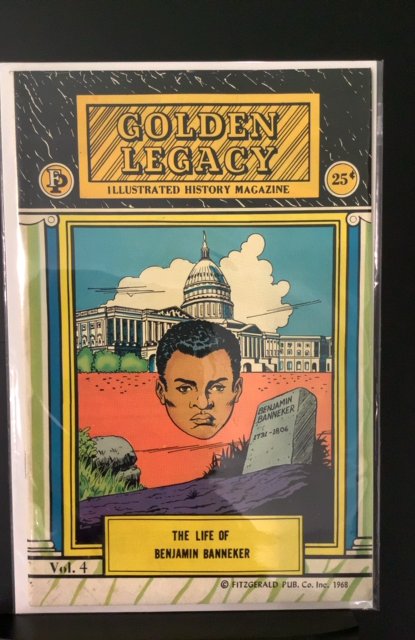 GOLDEN
LEGACY
ILLUSTRATED HISTORY MAGAZINE
FP
25¢
BENJAMIN
BANNEKER
1731-1806
THE LIFE OF
BENJAMIN BANNEKER
Vol. 4
© FITZGERALD PUB. Co. Inc. 1968